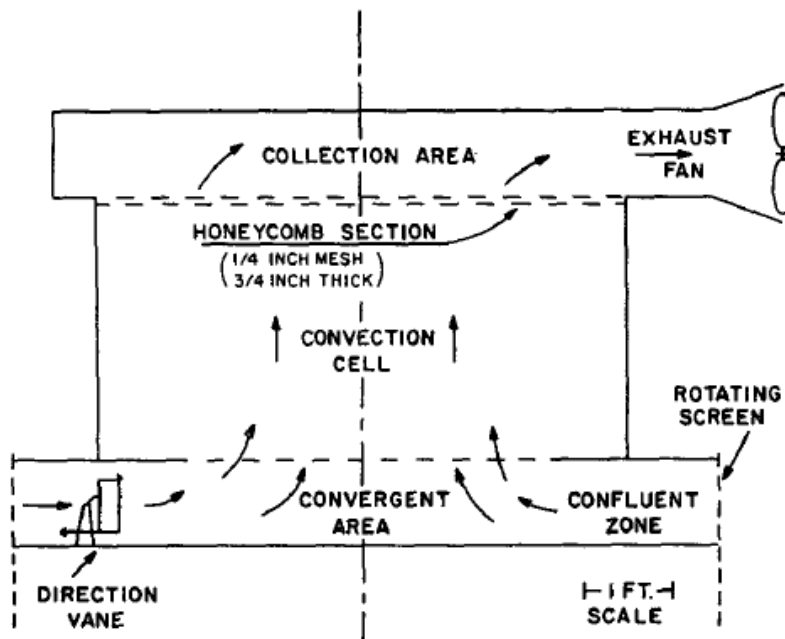 COLLECTION AREA
EXHAUST
FAN
HONEYCOMB SECTION
(1/4 INCH MESH
3/4 INCH THICK)
CONVECTION
CELL
ROTATING
SCREEN
CONVERGENT
AREA
CONFLUENT
ZONE
DIRECTION
VANE
1 FT.
SCALE